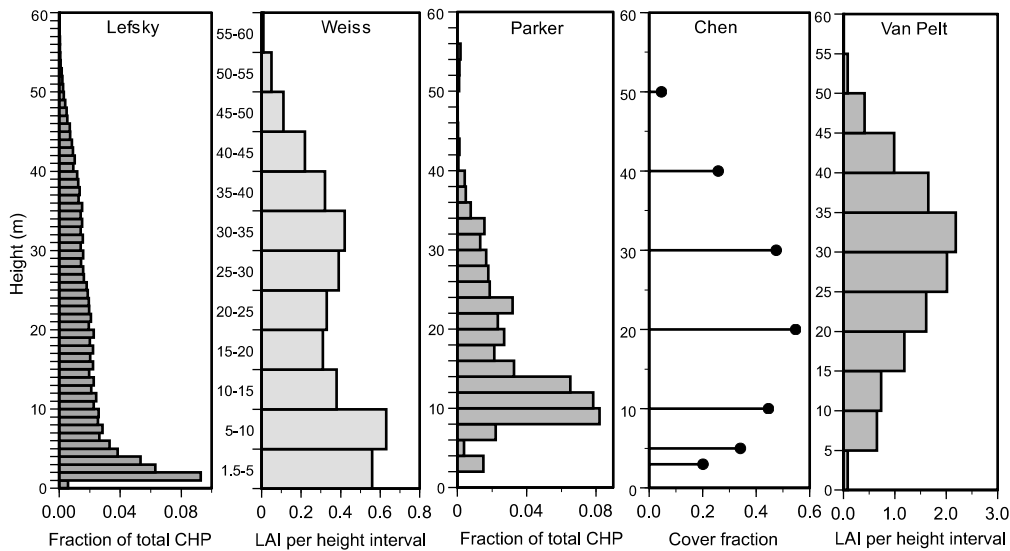 Lefsky
Weiss
Parker
Chen
Van Pelt
Height (m)
60
50
40
30
20
10
0
0.00 0.04 0.08
Fraction of total CHP
55-60
50-55
45-50
40-45
35-40
30-35
25-30
20-25
15-20
10-15
5-10
1.5-5
0 0.2 0.4 0.6 0.8
LAI per height interval
60
50
40
30
20
10
0
0 0.04 0.08
Fraction of total CHP
60
50
40
30
20
10
0
0.0 0.2 0.4 0.6
Cover fraction
60
55
50
45
40
35
30
25
20
15
10
5
0
0.0 1.0 2.0 3.0
LAI per height interval